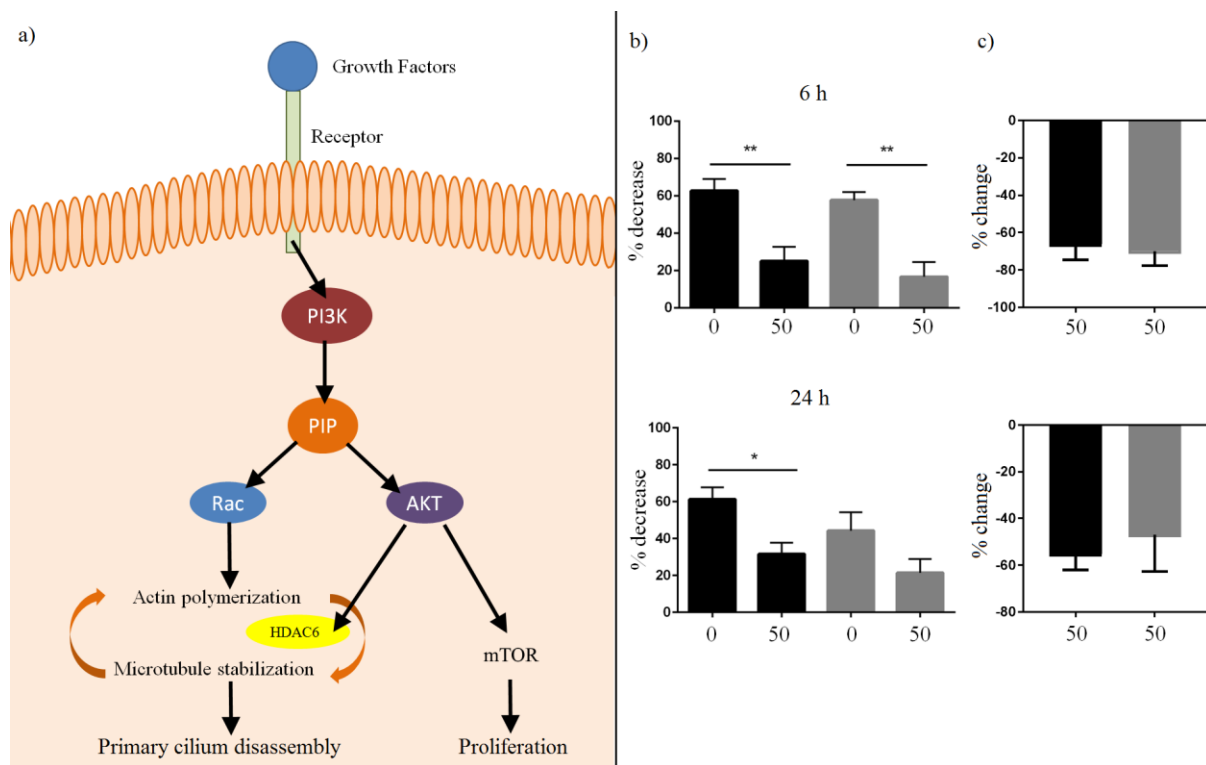 a)
Growth Factors
Receptor
PI3K
PIP
Rac
AKT
Actin polymerization
HDAC6
Microtubule stabilization
mTOR
Primary cilium disassembly
Proliferation
b)
6 h
% decrease
100
80
60
40
20
0
**
**
0 50 0 50
24 h
% decrease
100
80
60
40
20
0
*
0 50 0 50
c)
% change
0
-20
-40
-60
-80
-100
50 50
% change
0
-20
-40
-60
-80
50 50